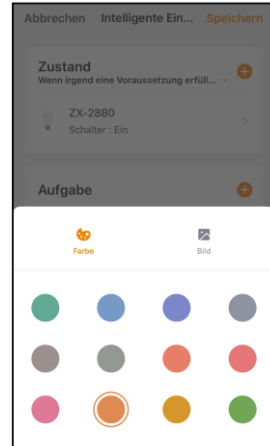 Abbrechen Intelligente Ein... Speichern
Zustand
Wenn irgend eine Voraussetzung erfüll...
ZX-2880
Schalter : Ein
Aufgabe
Farbe Bild